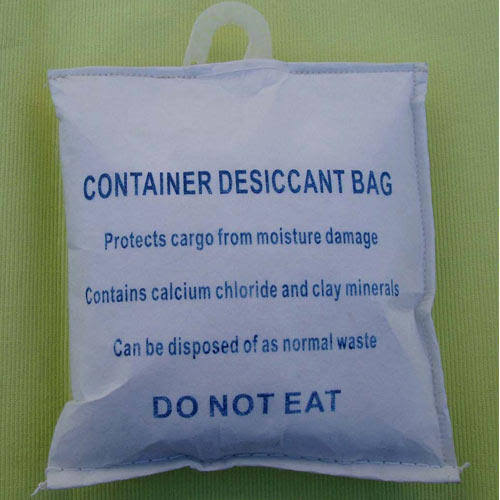 CONTAINER DESICCANT BAG
Protects cargo from moisture damage
Contains calcium chloride and clay minerals
Can be disposed of as normal waste
DO NOT EAT